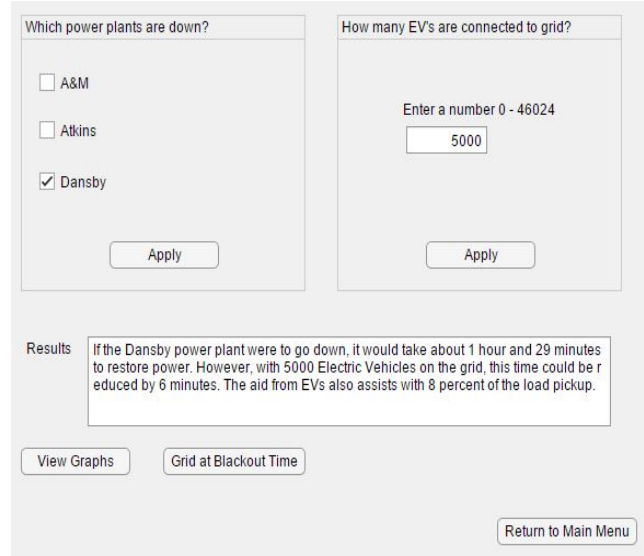 Which power plants are down?
A&M
Atkins
Dansby
Apply
How many EV's are connected to grid?
Enter a number 0 - 46024
5000
Apply
Results
If the Dansby power plant were to go down, it would take about 1 hour and 29 minutes
to restore power. However, with 5000 Electric Vehicles on the grid, this time could be r
educed by 6 minutes. The aid from EVs also assists with 8 percent of the load pickup.
View Graphs
Grid at Blackout Time
Return to Main Menu